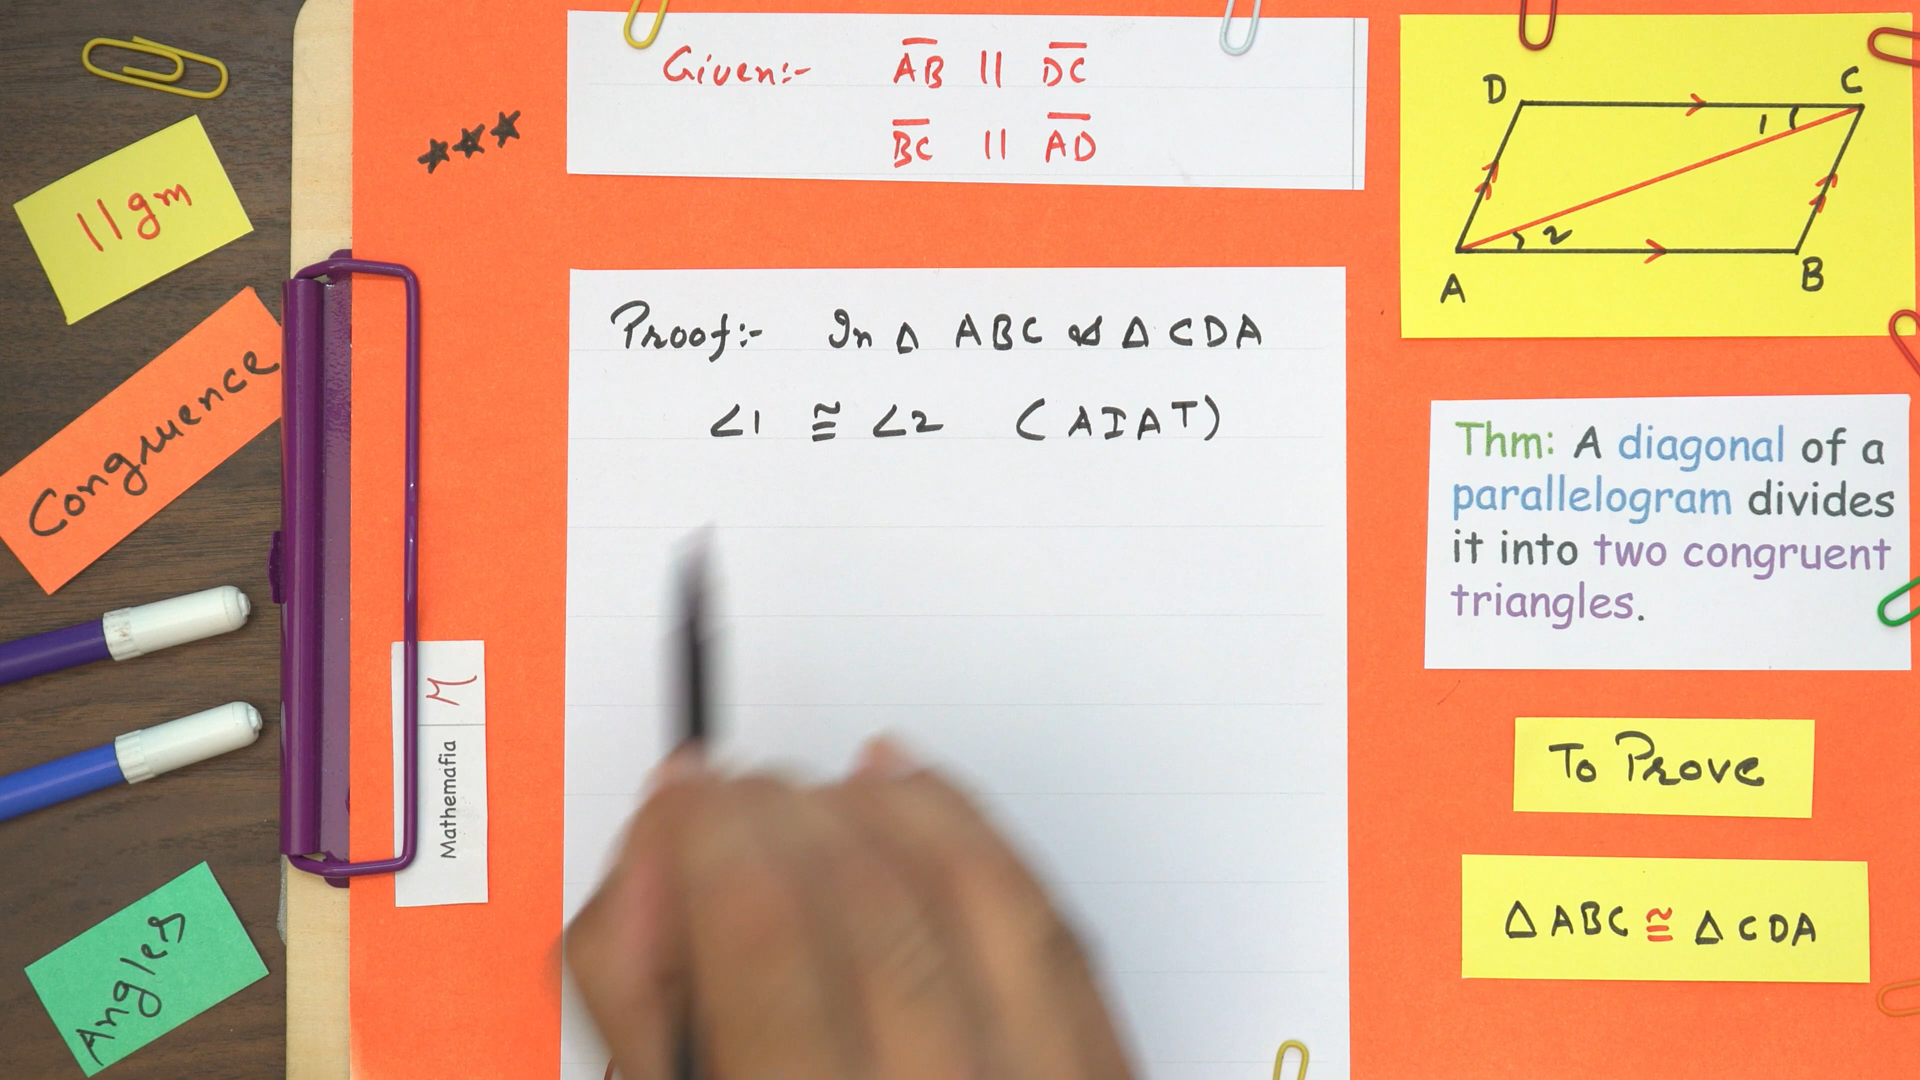 Given:- AB || DC
BC || AD
||gm
Congruence
Angles
M
Mathemafia
Proof:- In Δ ABC & Δ CDA
∠1 ≅ ∠2 (AIAT)
D C
1
2
A B
Thm: A diagonal of a
parallelogram divides
it into two congruent
triangles.
To Prove
Δ ABC ≅ Δ CDA